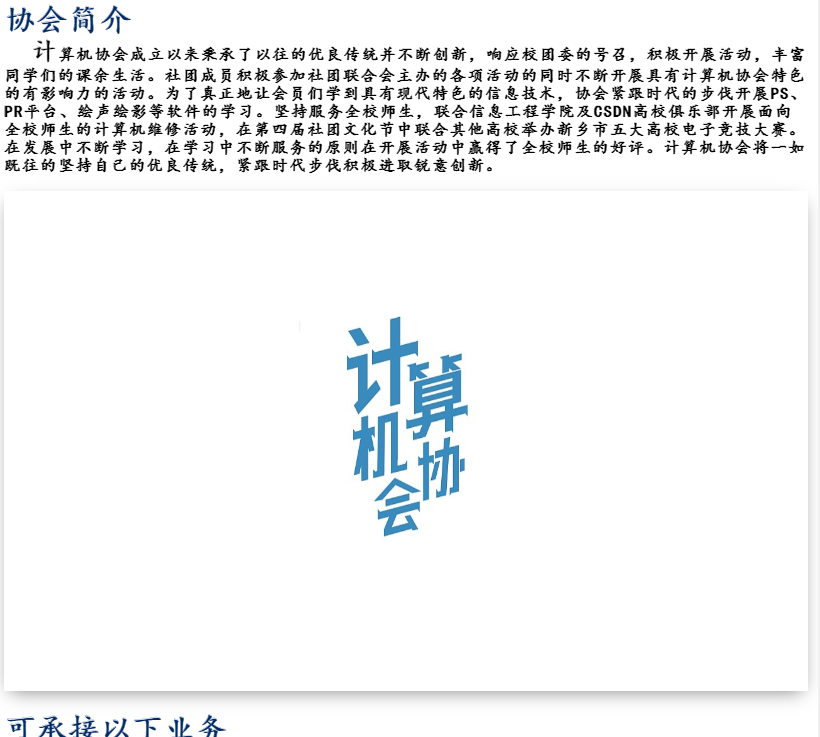 协会简介
计算机协会成立以来秉承了以往的优良传统并不断创新，响应校团委的号召，积极开展活动，丰富
同学们的课余生活。社团成员积极参加社团联合会主办的各项活动的同时不断开展具有计算机协会特色
的有影响力的活动。为了真正地让会员们学到具有现代特色的信息技术，协会紧跟时代的步伐开展PS、
PR平台、绘声绘影等软件的学习。坚持服务全校师生，联合信息工程学院及CSDN高校俱乐部开展面向
全校师生的计算机维修活动，在第四届社团文化节中联合其他高校举办新乡市五大高校电子竞技大赛。
在发展中不断学习，在学习中不断服务的原则在开展活动中赢得了全校师生的好评。计算机协会将一如
既往的坚持自己的优良传统，紧跟时代步伐积极进取锐意创新。
计算
机协
会
可承接以下业务